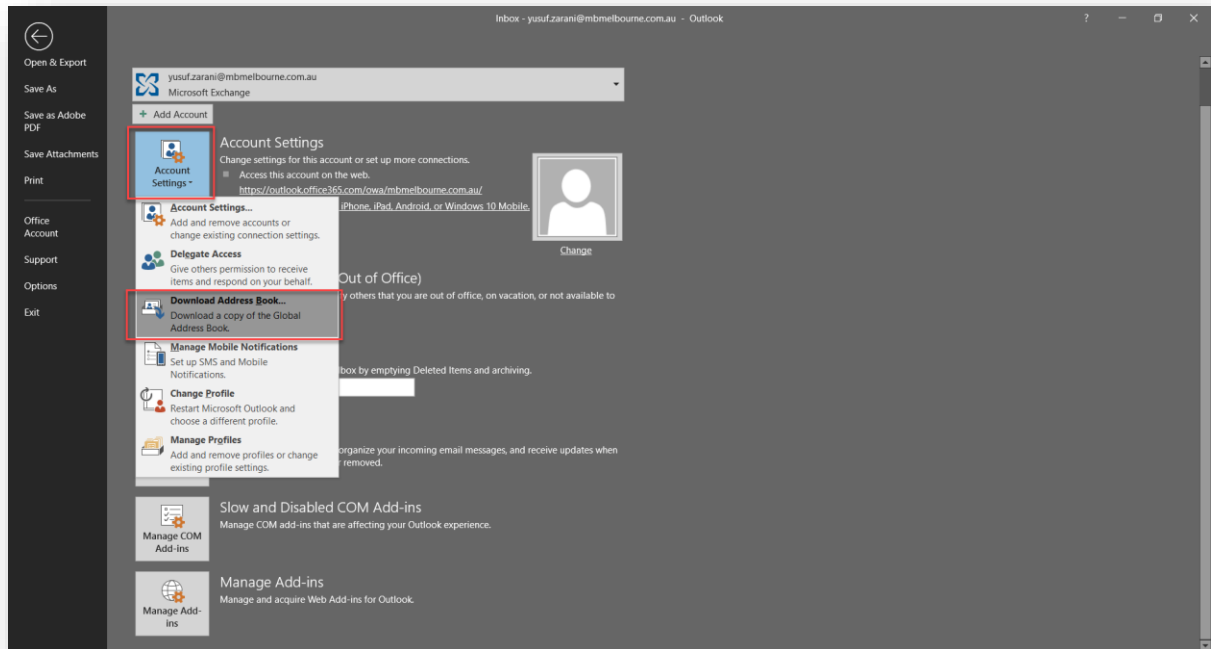 Inbox - yusuf.zarani@mbmelbourne.com.au - Outlook
?
Open & Export
Save As
Save as Adobe
PDF
Save Attachments
Print
Office
Account
Support
Options
Exit
yusuf.zarani@mbmelbourne.com.au
Microsoft Exchange
+ Add Account
Account
Settings
Account Settings
Change settings for this account or set up more connections.
Access this account on the web.
https://outlook.office365.com/owa/mbmelbourne.com.au/
iPhone, iPad, Android, or Windows 10 Mobile.
Change
Account Settings...
Add and remove accounts or
change existing connection settings.
Delegate Access
Give others permission to receive
items and respond on your behalf.
Download Address Book...
Download a copy of the Global
Address Book.
Manage Mobile Notifications
Set up SMS and Mobile
Notifications.
Change Profile
Restart Microsoft Outlook and
choose a different profile.
Manage Profiles
Add and remove profiles or change
existing profile settings.
Out of Office)
y others that you are out of office, on vacation, or not available to
lbox by emptying Deleted Items and archiving.
organize your incoming email messages, and receive updates when
r removed.
Manage COM
Add-ins
Slow and Disabled COM Add-ins
Manage COM add-ins that are affecting your Outlook experience.
Manage Add-
ins
Manage Add-ins
Manage and acquire Web Add-ins for Outlook.